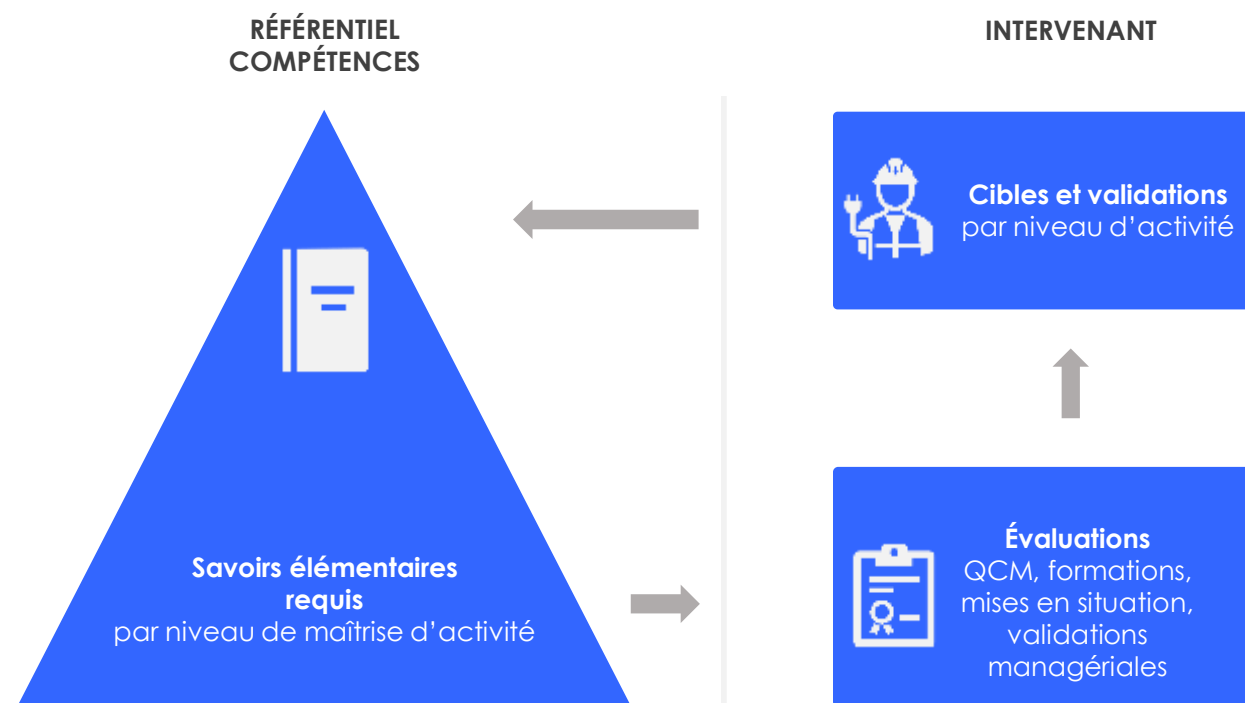 RÉFÉRENTIEL
COMPÉTENCES
INTERVENANT
Cibles et validations
par niveau d’activité
Savoirs élémentaires
requis
par niveau de maîtrise d’activité
Évaluations
QCM, formations,
mises en situation,
validations
managériales